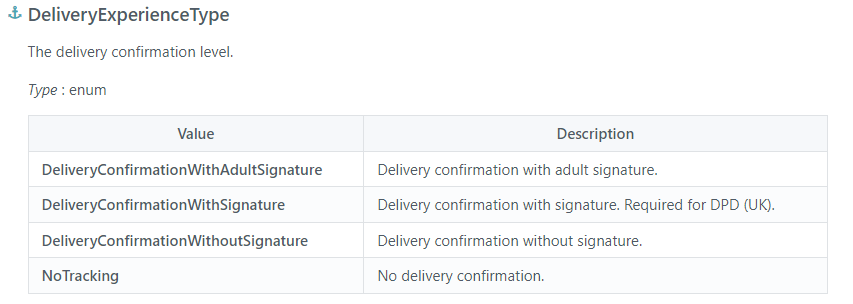 DeliveryExperienceType
The delivery confirmation level.
Type : enum
Value Description
DeliveryConfirmationWithAdultSignature Delivery confirmation with adult signature.
DeliveryConfirmationWithSignature Delivery confirmation with signature. Required for DPD (UK).
DeliveryConfirmationWithoutSignature Delivery confirmation without signature.
NoTracking No delivery confirmation.